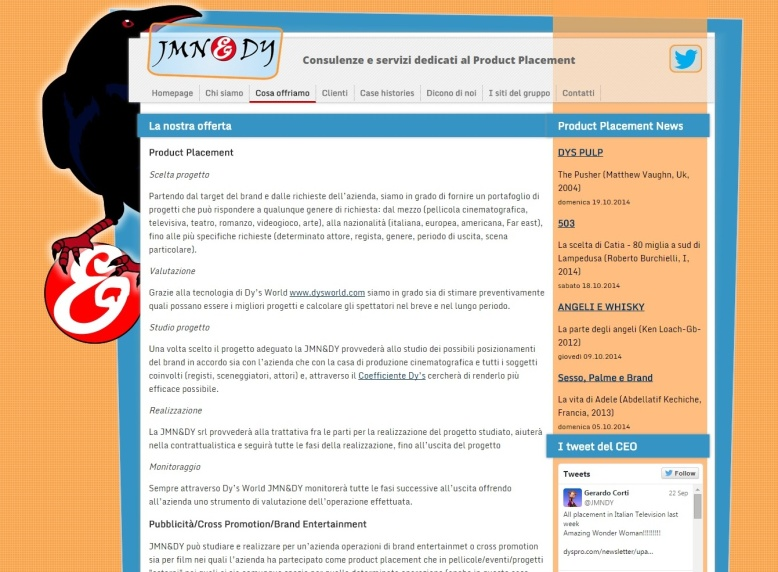 JMN&DY
Consulenze e servizi dedicati al Product Placement
Homepage
Chi siamo
Cosa offriamo
Clienti
Case histories
Dicono di noi
I siti del gruppo
Contatti
La nostra offerta
Product Placement
Scelta progetto
Partendo dal target del brand e dalle richieste dell'azienda, siamo in grado di fornire un portafoglio di
progetti che può rispondere a qualunque genere di richiesta: dal mezzo (pellicola cinematografica,
televisiva, teatro, romanzo, videogioco, arte), alla nazionalità (italiana, europea, americana, Far east),
fino alle più specifiche richieste (determinato attore, regista, genere, periodo di uscita, scena
particolare).
Valutazione
Grazie alla tecnologia di Dy's World www.dysworld.com siamo in grado sia di stimare preventivamente
quali possano essere i migliori progetti e calcolare gli spettatori nel breve e nel lungo periodo.
Studio progetto
Una volta scelto il progetto adeguato la JMN&DY provvederà allo studio dei possibili posizionamenti
del brand in accordo sia con l'azienda che con la casa di produzione cinematografica e tutti i soggetti
coinvolti (registi, sceneggiatori, attori) e, attraverso il Coefficiente Dy's cercherà di renderlo più
efficace possibile.
Realizzazione
La JMN&DY srl provvederà alla trattativa fra le parti per la realizzazione del progetto studiato, aiuterà
nella contrattualistica e seguirà tutte le fasi della realizzazione, fino all'uscita del progetto
Monitoraggio
Sempre attraverso Dy's World JMN&DY monitorerà tutte le fasi successive all'uscita offrendo
all'azienda uno strumento di valutazione dell'operazione effettuata.
Pubblicità/Cross Promotion/Brand Entertainment
JMN&DY può studiare e realizzare per un'azienda operazioni di brand entertainmet o cross promotion
sia per film nei quali l'azienda ha partecipato come product placement che in pellicole/eventi/progetti
Product Placement News
DYS PULP
The Pusher (Matthew Vaughn, Uk,
2004)
domenica 19.10.2014
503
La scelta di Catia - 80 miglia a sud di
Lampedusa (Roberto Burchielli, I,
2014)
sabato 18.10.2014
ANGELI E WHISKY
La parte degli angeli (Ken Loach-Gb-
2012)
giovedì 09.10.2014
Sesso, Palme e Brand
La vita di Adele (Abdellatif Kechiche,
Francia, 2013)
domenica 05.10.2014
I tweet del CEO
Tweets
Follow
Gerardo Corti
22 Sep
@JMNDY
All placement in Italian Television last
week
Amazing Wonder Woman!!!!!!!!!
dyspro.com/newsletter/upa...
&